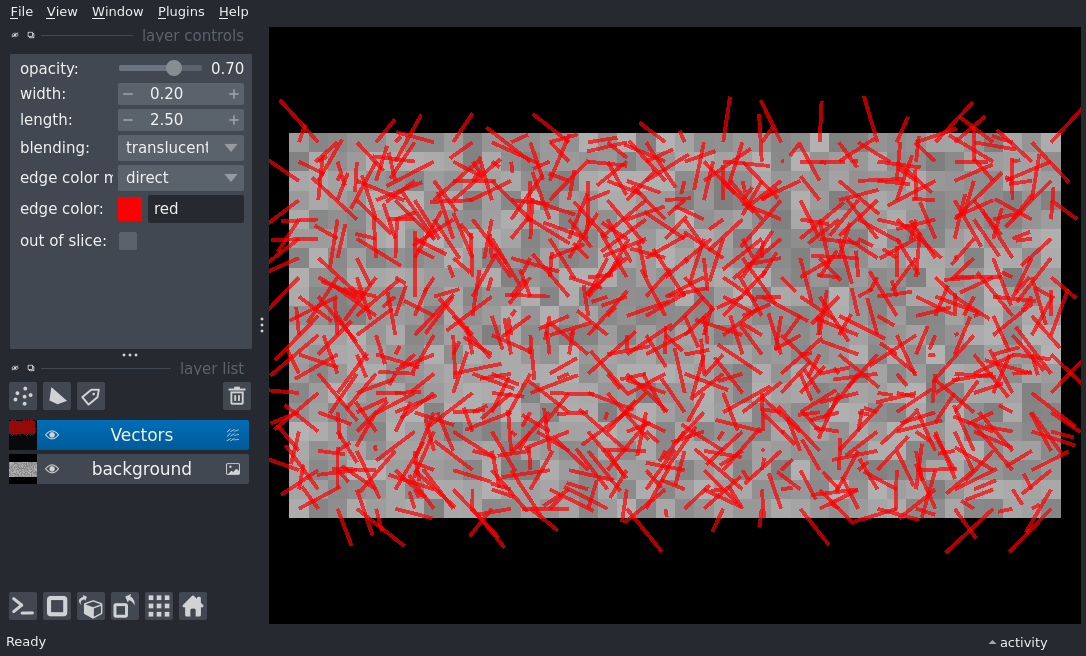 File View Window Plugins Help
layer controls
opacity: 0.70
width: − 0.20 +
length: − 2.50 +
blending: translucent
edge color m direct
edge color: red
out of slice:
layer list
Vectors
background
Ready
activity